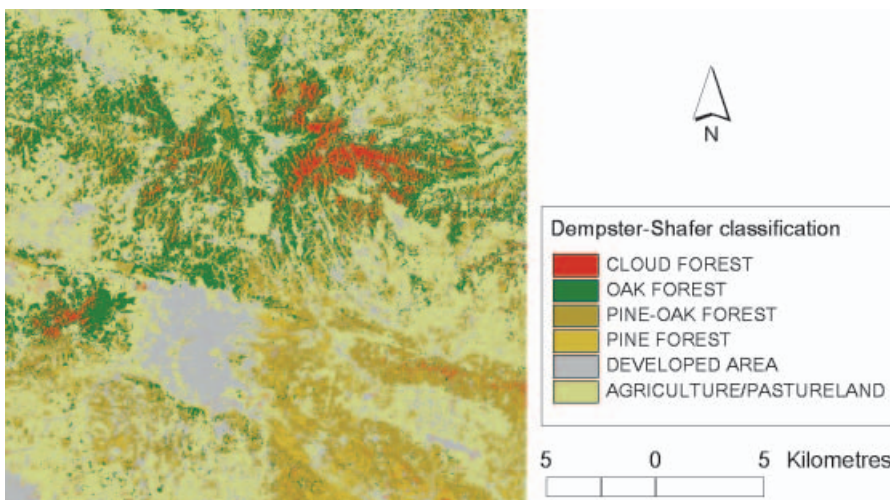 N
Dempster-Shafer classification
CLOUD FOREST
OAK FOREST
PINE-OAK FOREST
PINE FOREST
DEVELOPED AREA
AGRICULTURE/PASTURELAND
5 0 5 Kilometres